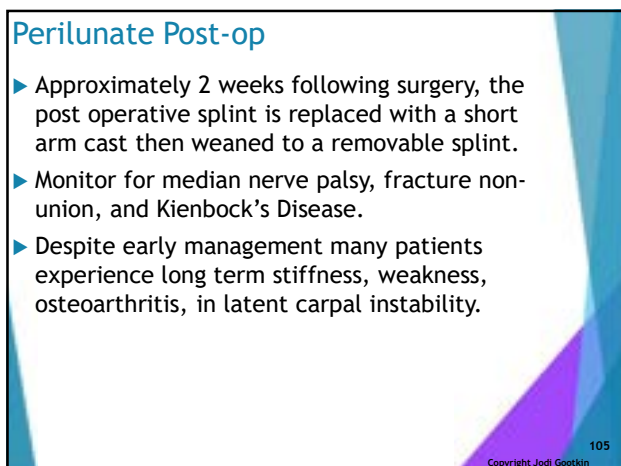 Perilunate Post-op
▶ Approximately 2 weeks following surgery, the
post operative splint is replaced with a short
arm cast then weaned to a removable splint.
▶ Monitor for median nerve palsy, fracture non-
union, and Kienbock's Disease.
▶ Despite early management many patients
experience long term stiffness, weakness,
osteoarthritis, in latent carpal instability.
105
Copyright Jodi Gootkin